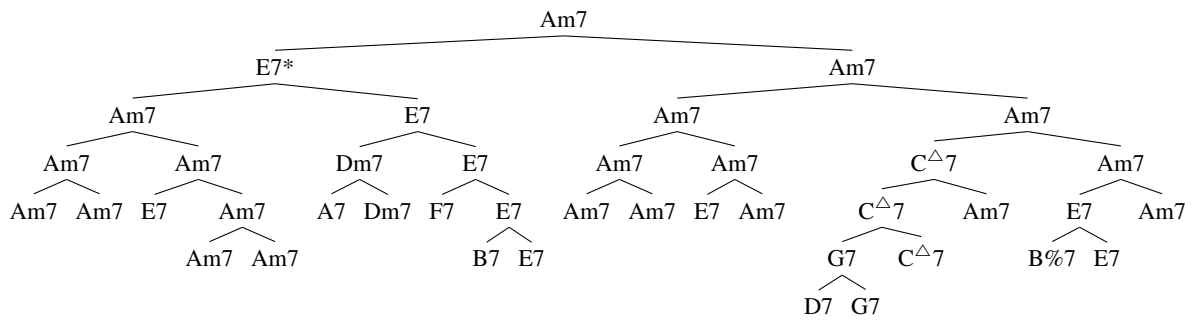 Am7
E7* Am7
Am7 E7 Am7 Am7
Am7 Am7 Dm7 E7 Am7 Am7 C△7 Am7
Am7 Am7 E7 Am7 A7 Dm7 F7 E7 Am7 Am7 E7 Am7 C△7 Am7 E7 Am7
Am7 Am7 B7 E7 G7 C△7 B%7 E7
D7 G7